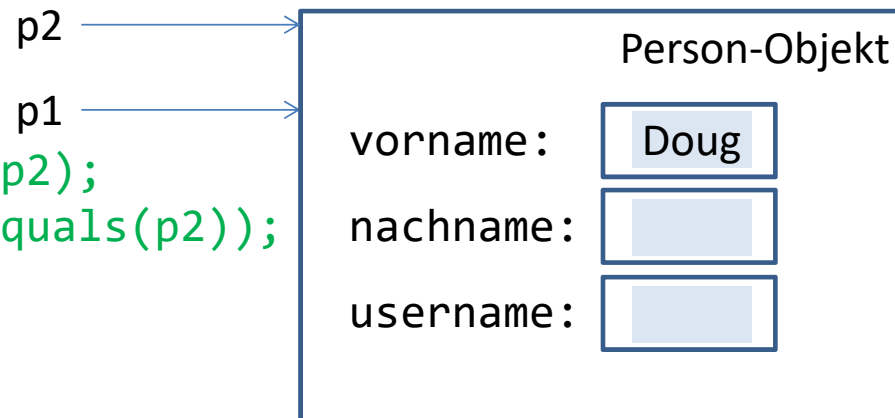 p2
Person-Objekt
p1
vorname: Doug
p2);
quals(p2));
nachname:
username: